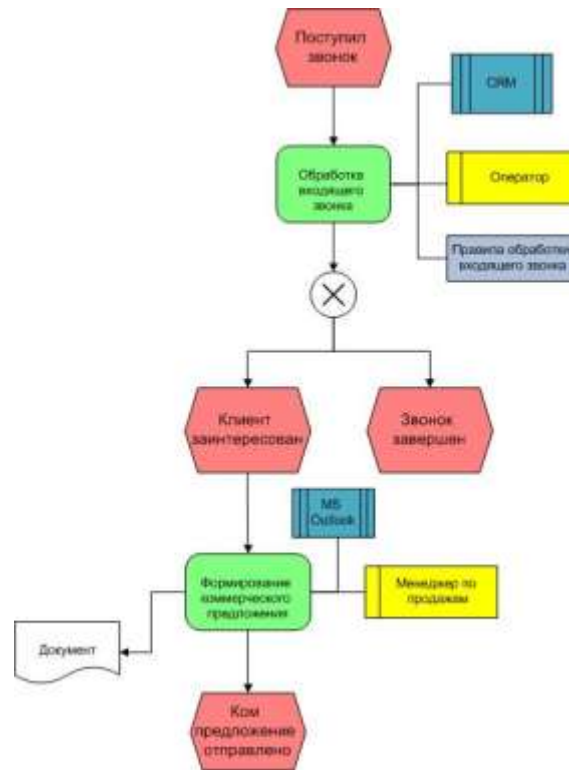 Поступил
звонок
CRM
Обработка
входящего
звонка
Оператор
Правила обработки
входящего звонка
Клиент
заинтересован
Звонок
завершен
MS
Outlook
Формирование
коммерческого
предложения
Менеджер по
продажам
Документ
Ком
предложение
отправлено